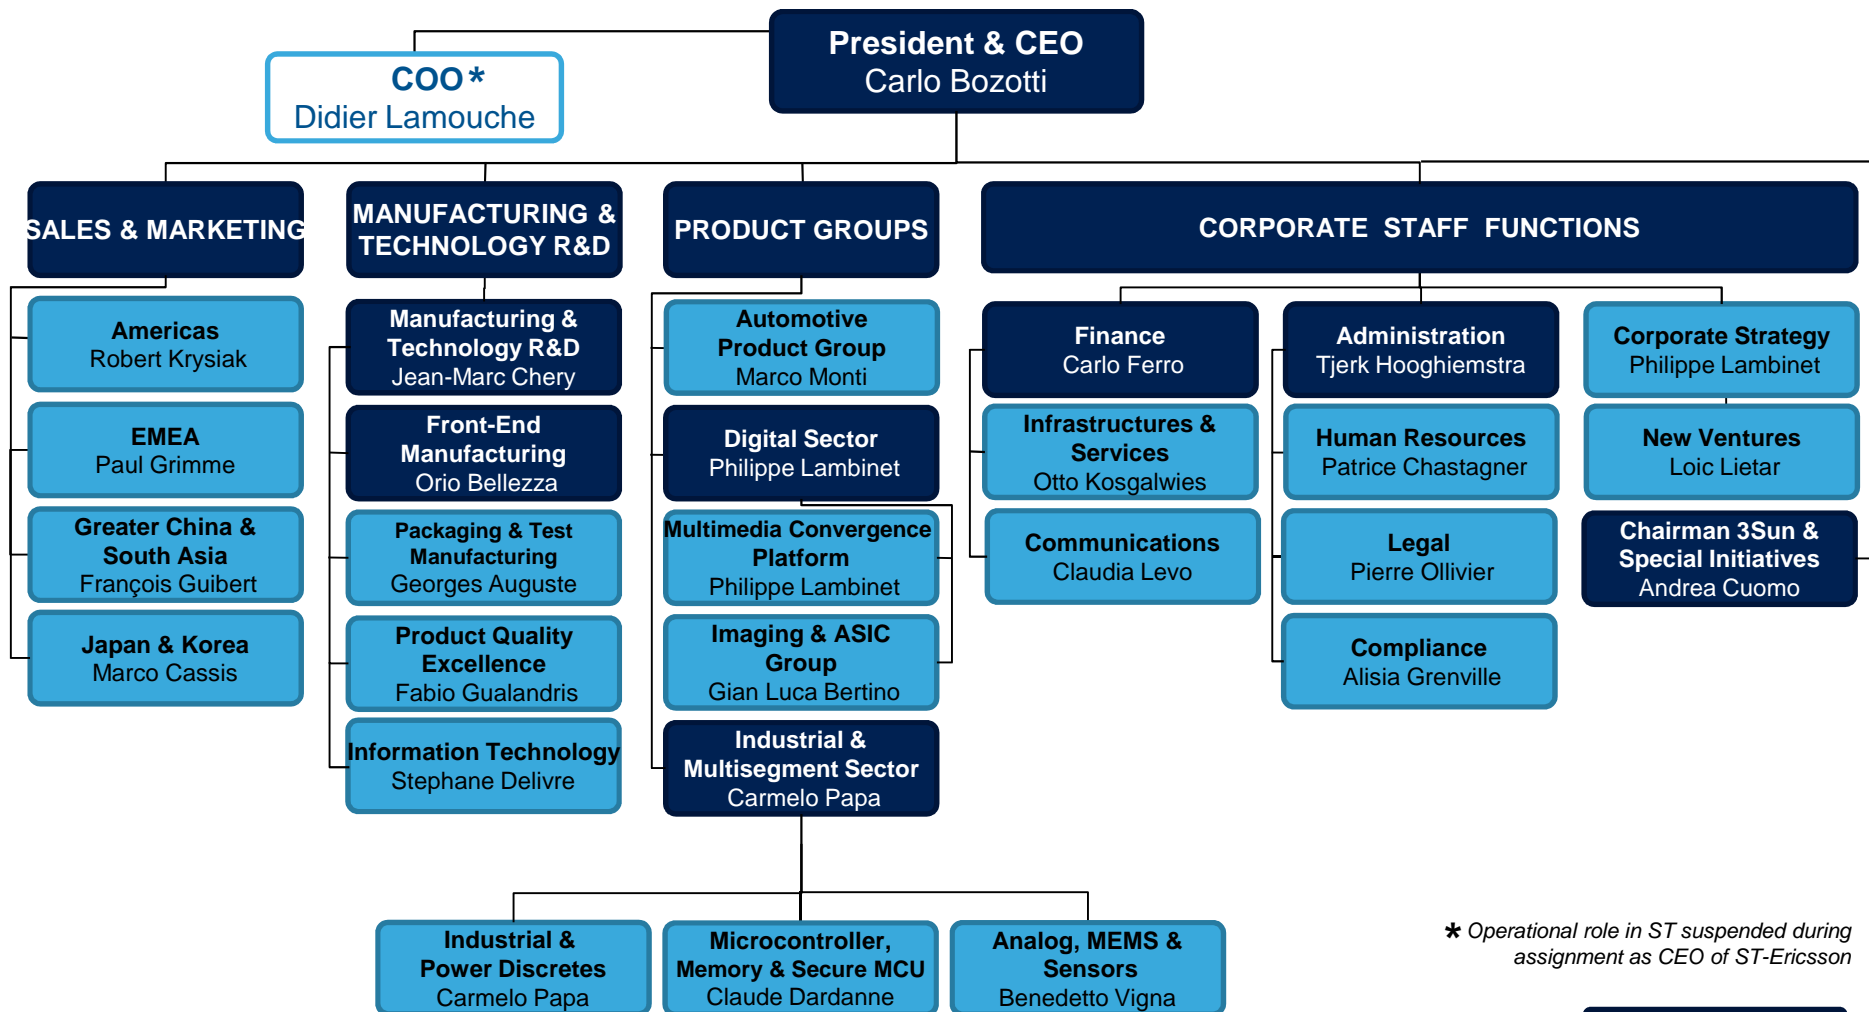 President & CEO
Carlo Bozotti
COO*
Didier Lamouche
SALES & MARKETING
MANUFACTURING &
TECHNOLOGY R&D
PRODUCT GROUPS
CORPORATE STAFF FUNCTIONS
Americas
Robert Krysiak
EMEA
Paul Grimme
Greater China &
South Asia
François Guibert
Japan & Korea
Marco Cassis
Manufacturing &
Technology R&D
Jean-Marc Chery
Front-End
Manufacturing
Orio Bellezza
Packaging & Test
Manufacturing
Georges Auguste
Product Quality
Excellence
Fabio Gualandris
Information Technology
Stephane Delivre
Automotive
Product Group
Marco Monti
Digital Sector
Philippe Lambinet
Multimedia Convergence
Platform
Philippe Lambinet
Imaging & ASIC
Group
Gian Luca Bertino
Industrial &
Multisegment Sector
Carmelo Papa
Industrial &
Power Discretes
Carmelo Papa
Microcontroller,
Memory & Secure MCU
Claude Dardanne
Analog, MEMS &
Sensors
Benedetto Vigna
Finance
Carlo Ferro
Infrastructures &
Services
Otto Kosgalwies
Communications
Claudia Levo
Administration
Tjerk Hooghiemstra
Human Resources
Patrice Chastagner
Legal
Pierre Ollivier
Compliance
Alisia Grenville
Corporate Strategy
Philippe Lambinet
New Ventures
Loic Lietar
Chairman 3Sun &
Special Initiatives
Andrea Cuomo
* Operational role in ST suspended during
assignment as CEO of ST-Ericsson